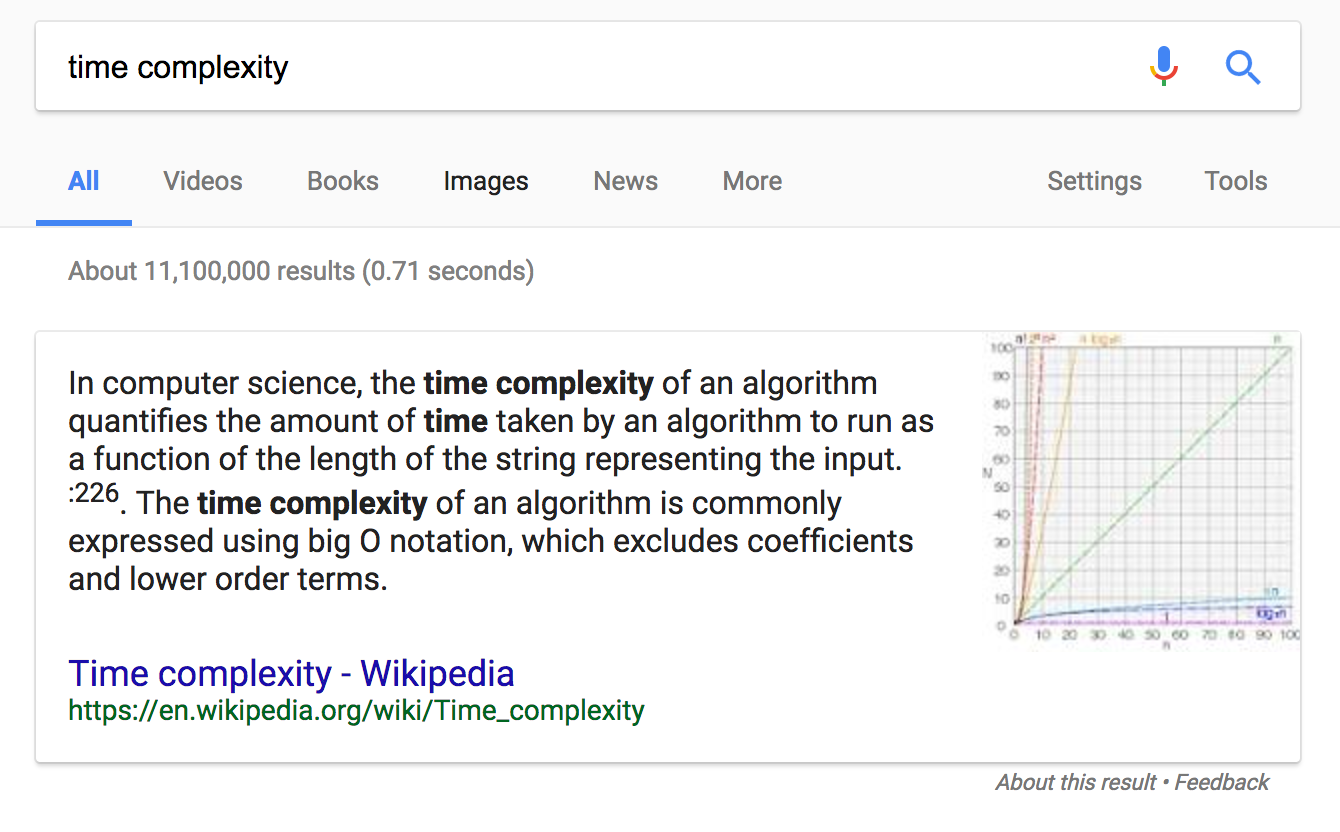 time complexity
All Videos Books Images News More Settings Tools
About 11,100,000 results (0.71 seconds)
In computer science, the time complexity of an algorithm
quantifies the amount of time taken by an algorithm to run as
a function of the length of the string representing the input.
:226. The time complexity of an algorithm is commonly
expressed using big O notation, which excludes coefficients
and lower order terms.
n! 2ⁿ n² n log₂n n
100
90
80
70
60
N
50
40
30
20
10
√n
log₂n
1
0
0 10 20 30 40 50 60 70 80 90 100
n
Time complexity - Wikipedia
https://en.wikipedia.org/wiki/Time_complexity
About this result • Feedback